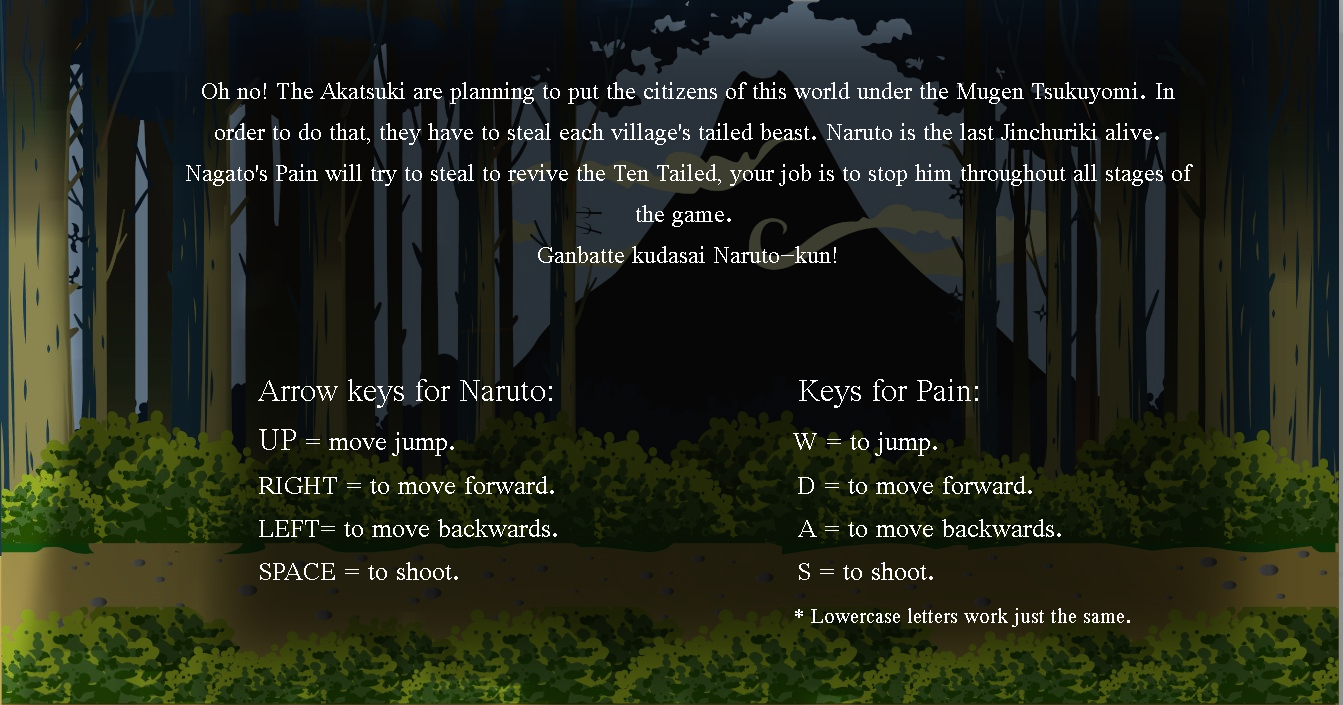 Oh no! The Akatsuki are planning to put the citizens of this world under the Mugen Tsukuyomi. In
order to do that, they have to steal each village's tailed beast. Naruto is the last Jinchuriki alive.
Nagato's Pain will try to steal to revive the Ten Tailed, your job is to stop him throughout all stages of
the game.
Ganbatte kudasai Naruto-kun!
Arrow keys for Naruto:
UP = move jump.
RIGHT = to move forward.
LEFT= to move backwards.
SPACE = to shoot.
Keys for Pain:
W = to jump.
D = to move forward.
A = to move backwards.
S = to shoot.
* Lowercase letters work just the same.